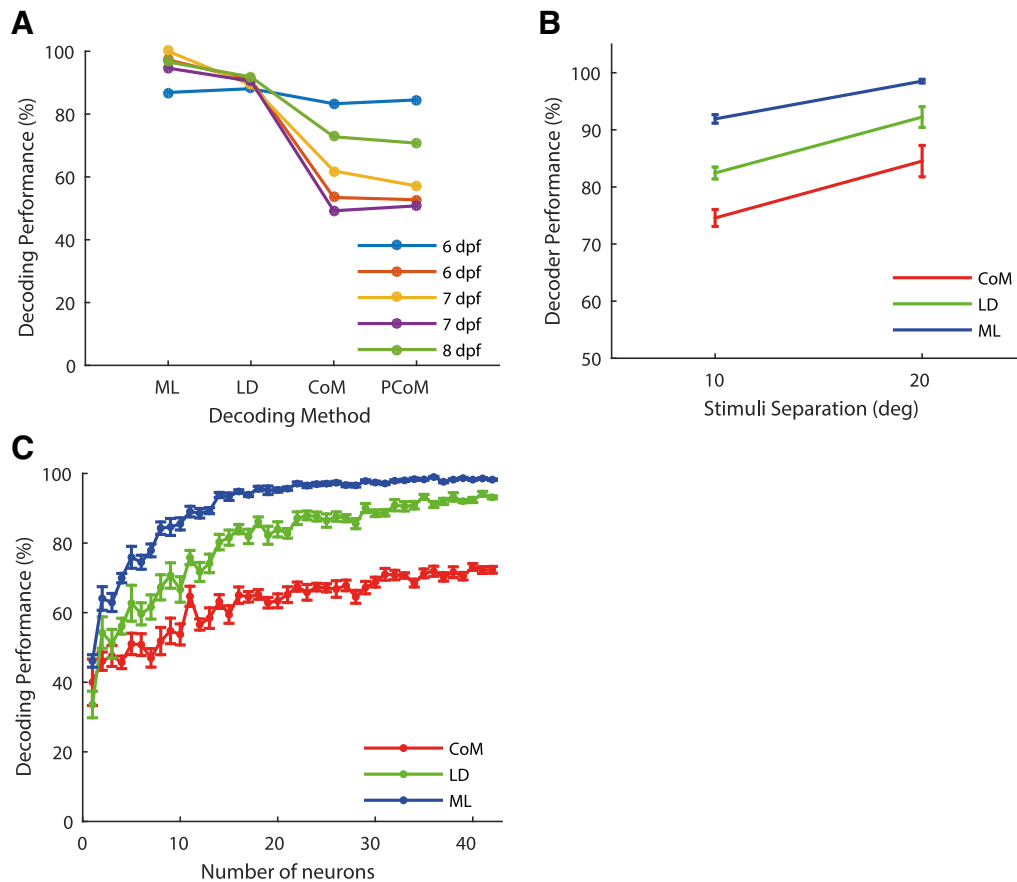 A
Decoding Performance (%)
100
80
60
40
20
0
ML LD CoM PCoM
Decoding Method
6 dpf
6 dpf
7 dpf
7 dpf
8 dpf
B
Decoder Performance (%)
100
90
80
70
60
50
10 20
Stimuli Separation (deg)
CoM
LD
ML
C
Decoding Performance (%)
100
80
60
40
20
0
0 10 20 30 40
Number of neurons
CoM
LD
ML